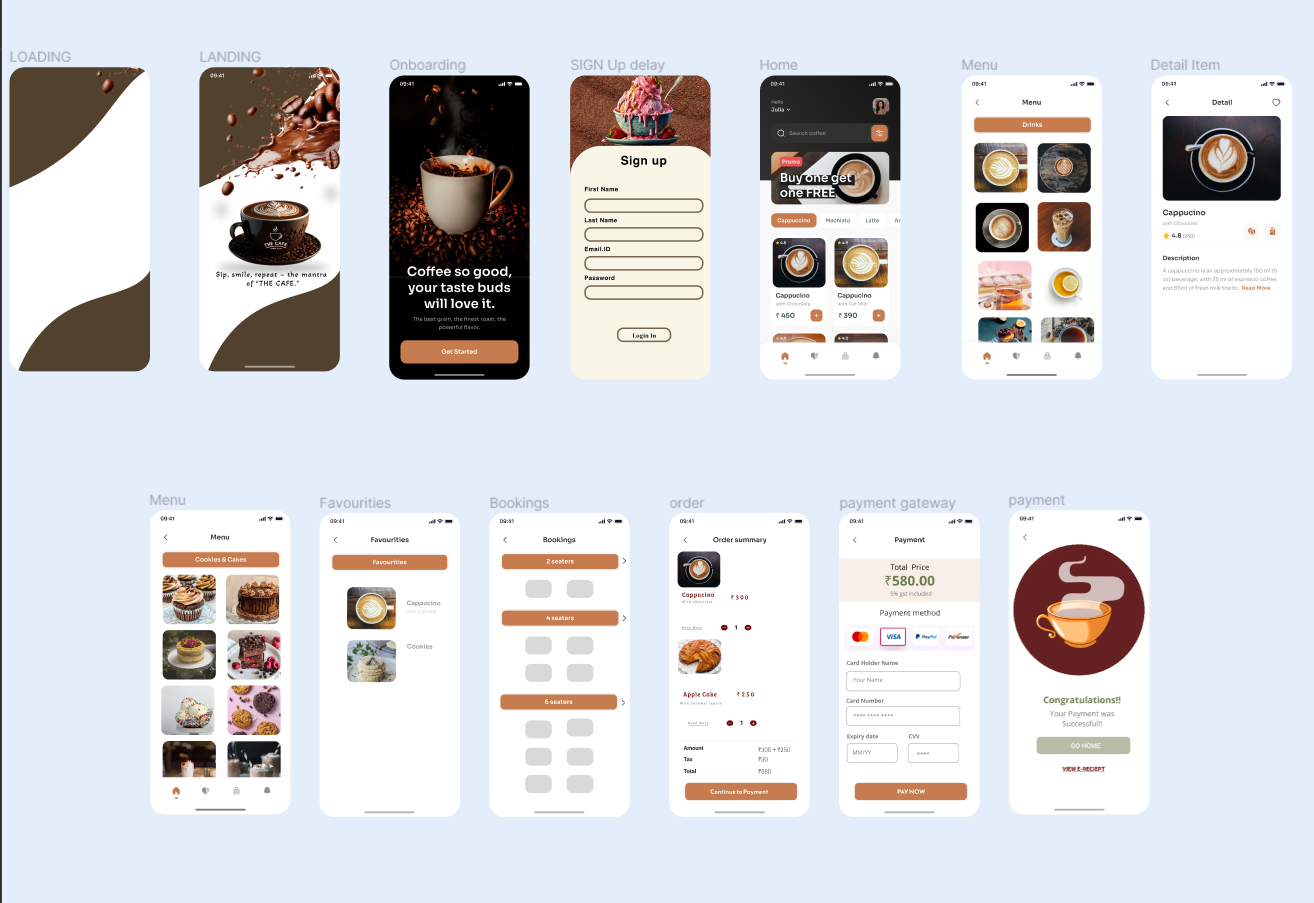 LOADING
LANDING
09:41
THE CAFE
Sip, smile, repeat – the mantra
of "THE CAFE."
Onboarding
09:41
Coffee so good,
your taste buds
will love it.
The best grain, the finest roast, the
powerful flavor.
Get Started
SIGN Up delay
Sign up
First Name
Last Name
Email.ID
Password
Login In
Home
09:41
Hello
Julia
Search coffee
Promo
Buy one get
one FREE
Cappuccino
Machiato
Latte
4.8
4.9
Cappucino
with Chocolate
₹ 450
+
Cappucino
with Oat Milk
₹ 390
+
Menu
09:41
Menu
Drinks
Detail Item
09:41
Detail
Cappucino
with Chocolate
4.8 (230)
Description
A cappuccino is an approximately 150 ml (5
oz) beverage, with 25 ml of espresso coffee
and 85ml of fresh milk the fo.. Read More
Menu
09:41
Menu
Cookies & Cakes
Favourities
09:41
Favourities
Favourities
Cappucino
with Oat Milk
Cookies
Bookings
09:41
Bookings
2 seaters
4 seaters
6 seaters
order
09:41
Order summary
Cappucino
With chocolate
₹ 300
Read More
1
Apple Cake
₹ 250
Read More
1
Amount
₹300 + ₹250
Tax
₹30
Total
₹580
Continue to Payment
payment gateway
09:41
Payment
Total Price
₹580.00
5% gst included
Payment method
VISA
PayPal
Payoneer
Card Holder Name
Your Name
Card Number
Expiry date
CVV
MM/YY
PAY NOW
payment
09:41
Congratulations!!
Your Payment was
Successful!!
GO HOME
VIEW E-RECIEPT